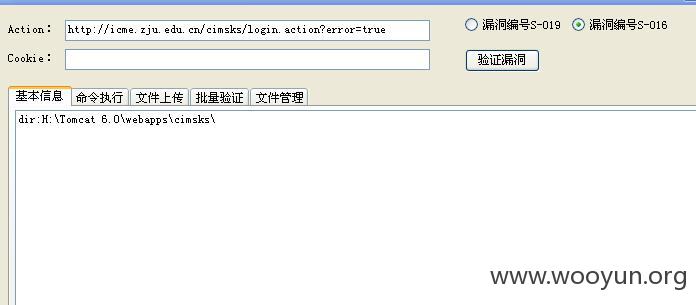 Action: http://icme.zju.edu.cn/cimsks/login.action?error=true
漏洞编号S-019 漏洞编号S-016
Cookie:
验证漏洞
基本信息 命令执行 文件上传 批量验证 文件管理
dir:H:\Tomcat 6.0\webapps\cimsks\
www.wooyun.org